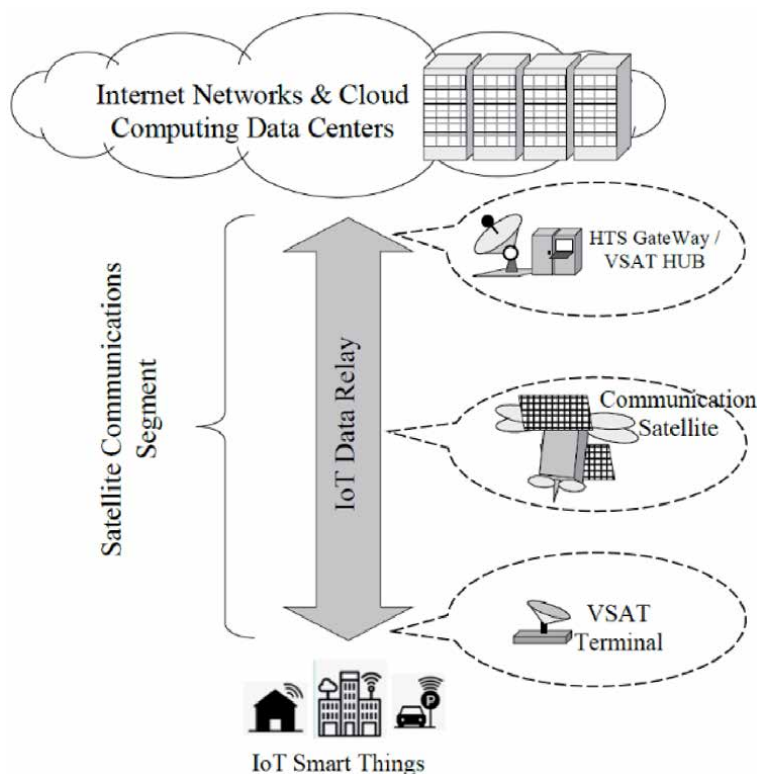 Internet Networks & Cloud
Computing Data Centers
HTS GateWay /
VSAT HUB
Satellite Communications
Segment
IoT Data Relay
Communication
Satellite
VSAT
Terminal
P
IoT Smart Things